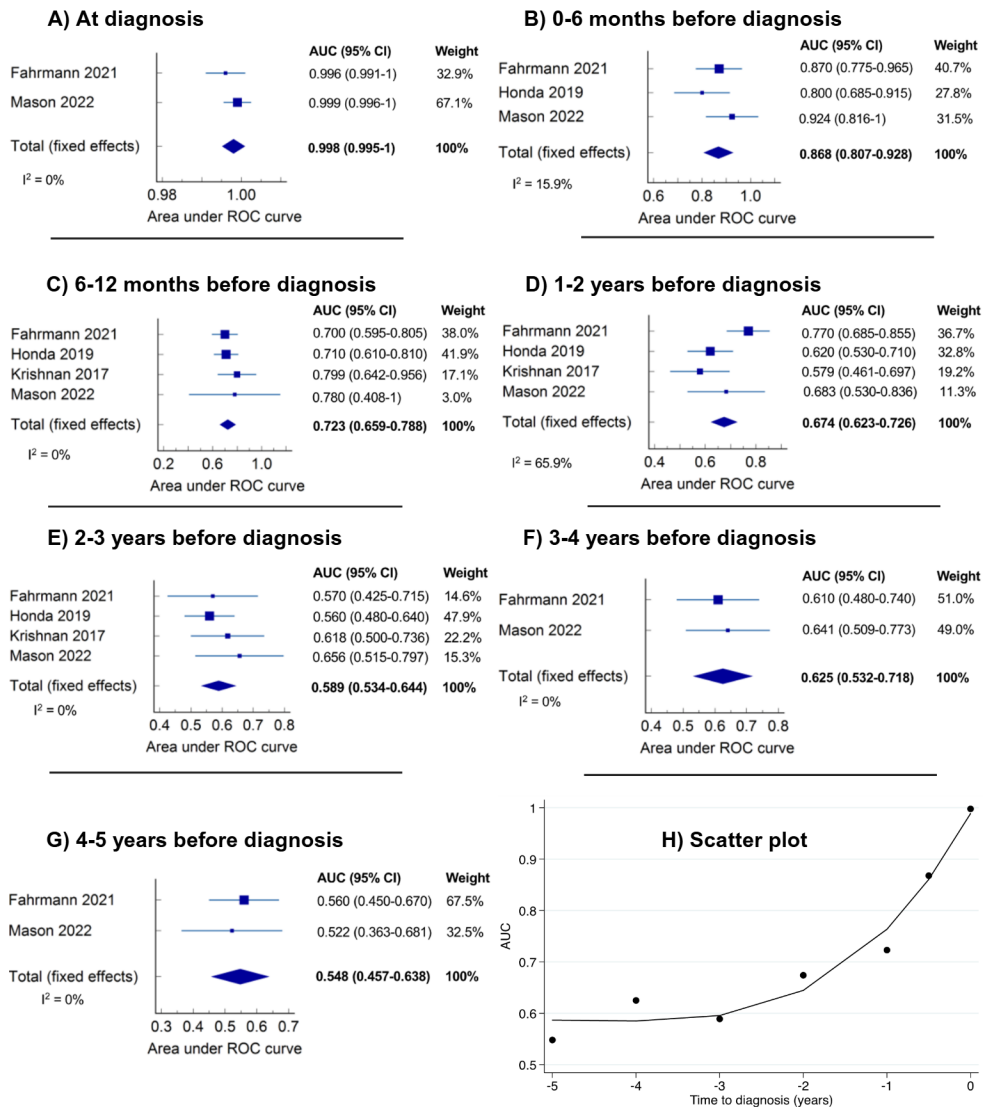 A) At diagnosis
AUC (95% CI) Weight
Fahrmann 2021 0.996 (0.991-1) 32.9%
Mason 2022 0.999 (0.996-1) 67.1%
Total (fixed effects) 0.998 (0.995-1) 100%
I² = 0%
0.98 1.00
Area under ROC curve
B) 0-6 months before diagnosis
AUC (95% CI) Weight
Fahrmann 2021 0.870 (0.775-0.965) 40.7%
Honda 2019 0.800 (0.685-0.915) 27.8%
Mason 2022 0.924 (0.816-1) 31.5%
Total (fixed effects) 0.868 (0.807-0.928) 100%
I² = 15.9%
0.6 0.8 1.0
Area under ROC curve
C) 6-12 months before diagnosis
AUC (95% CI) Weight
Fahrmann 2021 0.700 (0.595-0.805) 38.0%
Honda 2019 0.710 (0.610-0.810) 41.9%
Krishnan 2017 0.799 (0.642-0.956) 17.1%
Mason 2022 0.780 (0.408-1) 3.0%
Total (fixed effects) 0.723 (0.659-0.788) 100%
I² = 0%
0.2 0.6 1.0
Area under ROC curve
D) 1-2 years before diagnosis
AUC (95% CI) Weight
Fahrmann 2021 0.770 (0.685-0.855) 36.7%
Honda 2019 0.620 (0.530-0.710) 32.8%
Krishnan 2017 0.579 (0.461-0.697) 19.2%
Mason 2022 0.683 (0.530-0.836) 11.3%
Total (fixed effects) 0.674 (0.623-0.726) 100%
I² = 65.9%
0.4 0.6 0.8
Area under ROC curve
E) 2-3 years before diagnosis
AUC (95% CI) Weight
Fahrmann 2021 0.570 (0.425-0.715) 14.6%
Honda 2019 0.560 (0.480-0.640) 47.9%
Krishnan 2017 0.618 (0.500-0.736) 22.2%
Mason 2022 0.656 (0.515-0.797) 15.3%
Total (fixed effects) 0.589 (0.534-0.644) 100%
I² = 0%
0.4 0.5 0.6 0.7 0.8
Area under ROC curve
F) 3-4 years before diagnosis
AUC (95% CI) Weight
Fahrmann 2021 0.610 (0.480-0.740) 51.0%
Mason 2022 0.641 (0.509-0.773) 49.0%
Total (fixed effects) 0.625 (0.532-0.718) 100%
I² = 0%
0.4 0.5 0.6 0.7 0.8
Area under ROC curve
G) 4-5 years before diagnosis
AUC (95% CI) Weight
Fahrmann 2021 0.560 (0.450-0.670) 67.5%
Mason 2022 0.522 (0.363-0.681) 32.5%
Total (fixed effects) 0.548 (0.457-0.638) 100%
I² = 0%
0.3 0.4 0.5 0.6 0.7
Area under ROC curve
H) Scatter plot
1
0.9
0.8
0.7
0.6
0.5
AUC
-5 -4 -3 -2 -1 0
Time to diagnosis (years)